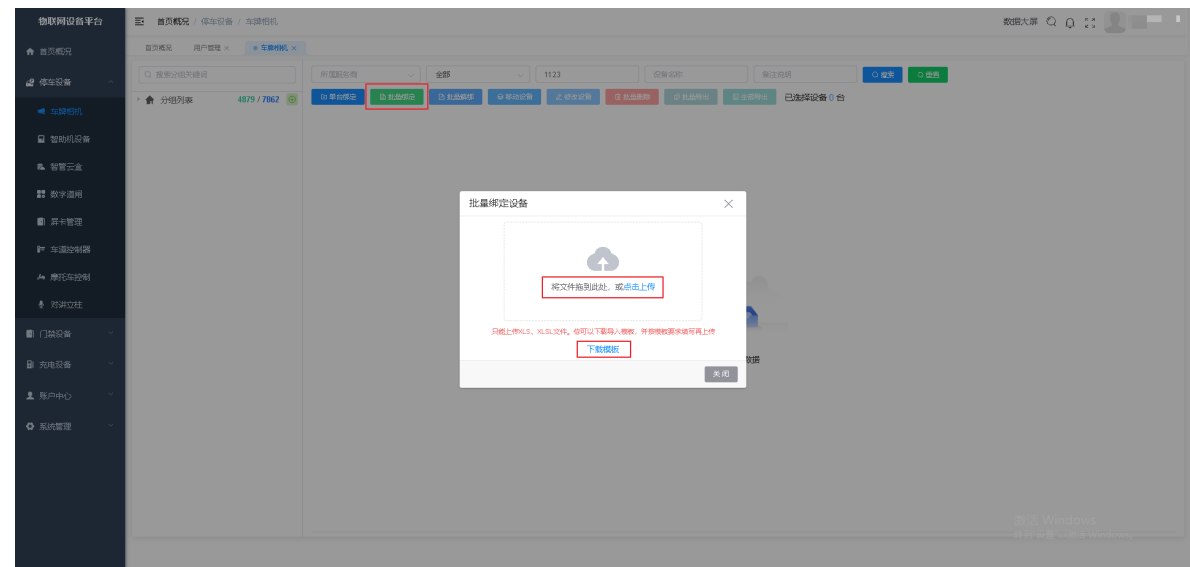 物联网设备平台
首页概况 / 停车设备 / 车牌相机
数据大屏
首页概况 用户管理 × 车牌相机 ×
首页概况
停车设备
车牌相机
智助机设备
智管云盒
数字道闸
屏卡管理
车道控制器
摩托车控制
对讲立柱
门禁设备
充电设备
账户中心
系统管理
搜索分组关键词
分组列表 4879 / 7062
所属服务商 全部 1123 设备名称 备注说明 搜索 重置
单台绑定 批量绑定 批量解绑 移动设备 修改设备 批量删除 已选择设备 0 台
批量绑定设备
将文件拖到此处，或点击上传
只能上传XLS、XLSL文件。你可以下载导入模板，并按模板要求填写再上传
下载模板
数据
关 闭
激活 Windows